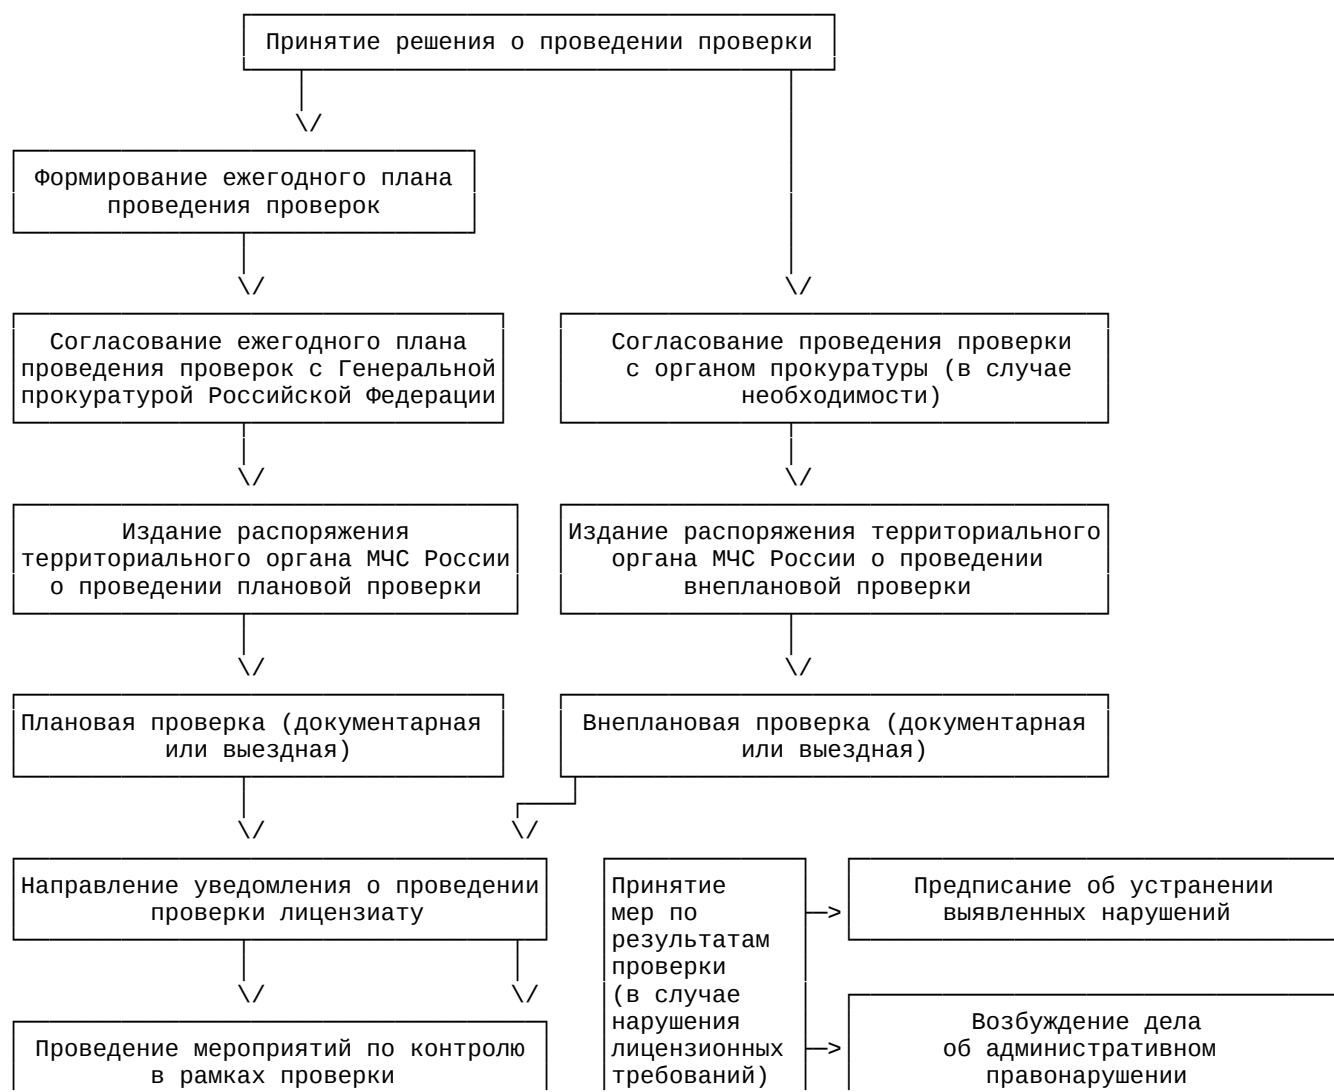 Принятие решения о проведении проверки
Формирование ежегодного плана
проведения проверок
Согласование ежегодного плана
проведения проверок с Генеральной
прокуратурой Российской Федерации
Согласование проведения проверки
с органом прокуратуры (в случае
необходимости)
Издание распоряжения
территориального органа МЧС России
о проведении плановой проверки
Издание распоряжения территориального
органа МЧС России о проведении
внеплановой проверки
Плановая проверка (документарная
или выездная)
Внеплановая проверка (документарная
или выездная)
Направление уведомления о проведении
проверки лицензиату
Принятие
мер по
результатам
проверки
(в случае
нарушения
лицензионных
требований)
Предписание об устранении
выявленных нарушений
Проведение мероприятий по контролю
в рамках проверки
Возбуждение дела
об административном
правонарушении